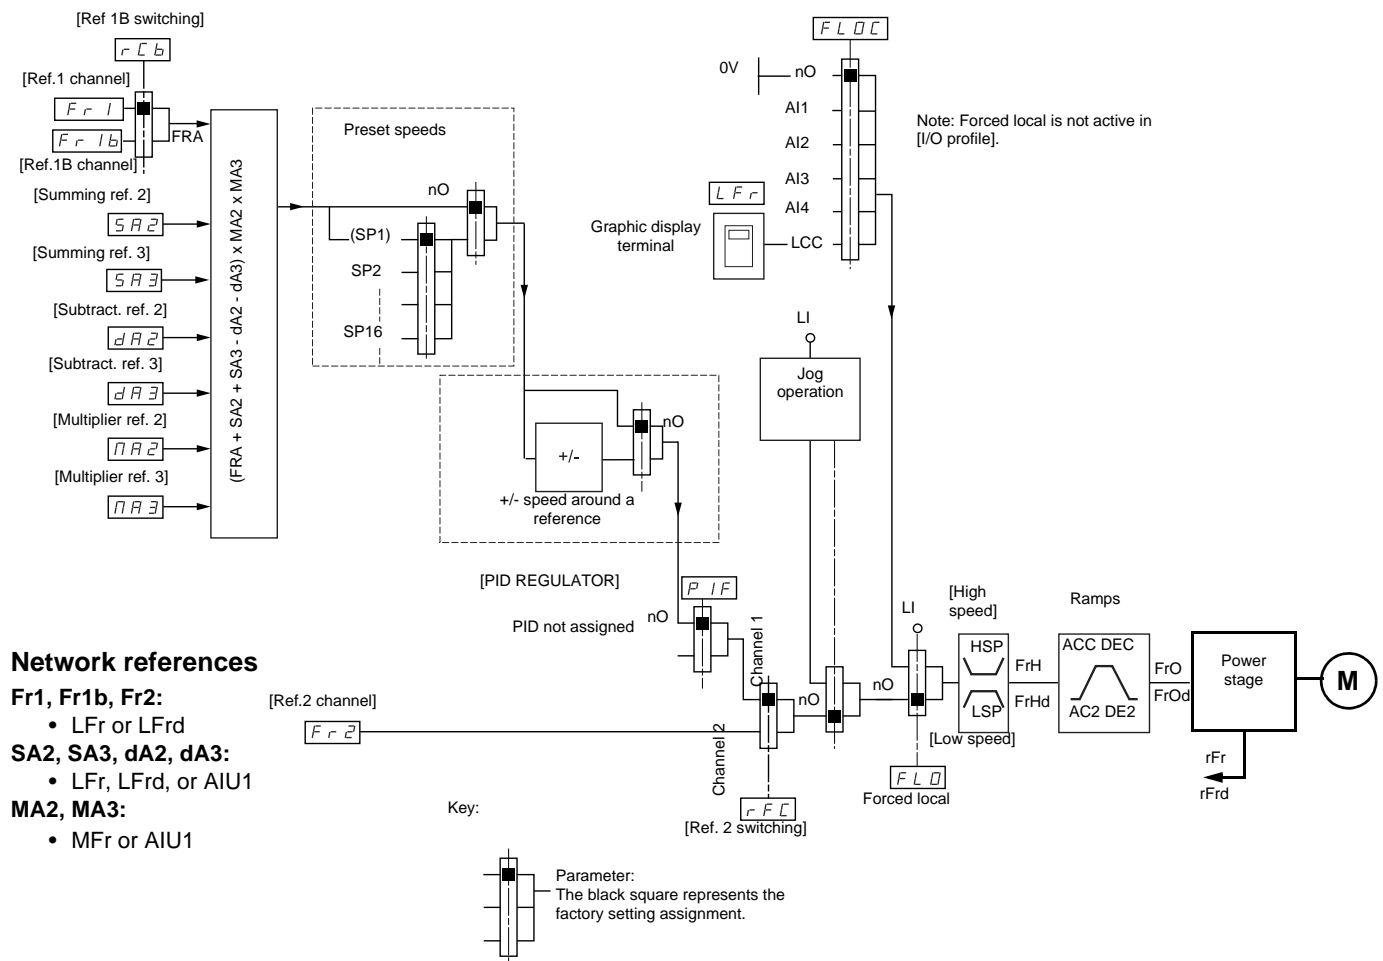 [Ref 1B switching]
rCb
[Ref.1 channel]
Fr1
Fr1b
FRA
[Ref.1B channel]
[Summing ref. 2]
SA2
[Summing ref. 3]
SA3
[Subtract. ref. 2]
dA2
[Subtract. ref. 3]
dA3
[Multiplier ref. 2]
MA2
[Multiplier ref. 3]
MA3
(FRA + SA2 + SA3 - dA2 - dA3) x MA2 x MA3
Preset speeds
nO
(SP1)
SP2
SP16
+/-
nO
+/- speed around a
reference
FLOC
0V
nO
AI1
AI2
AI3
AI4
LCC
LFr
Graphic display
terminal
Note: Forced local is not active in
[I/O profile].
LI
Jog
operation
[PID REGULATOR]
PIF
PID not assigned
nO
Channel 1
Channel 2
nO
nO
LI
[High
speed]
HSP
LSP
[Low speed]
FrH
FrHd
Ramps
ACC DEC
AC2 DE2
FrO
FrOd
Power
stage
M
rFr
rFrd
FLO
Forced local
[Ref.2 channel]
Fr2
rFC
[Ref. 2 switching]
Network references
Fr1, Fr1b, Fr2:
• LFr or LFrd
SA2, SA3, dA2, dA3:
• LFr, LFrd, or AIU1
MA2, MA3:
• MFr or AIU1
Key:
Parameter:
The black square represents the
factory setting assignment.